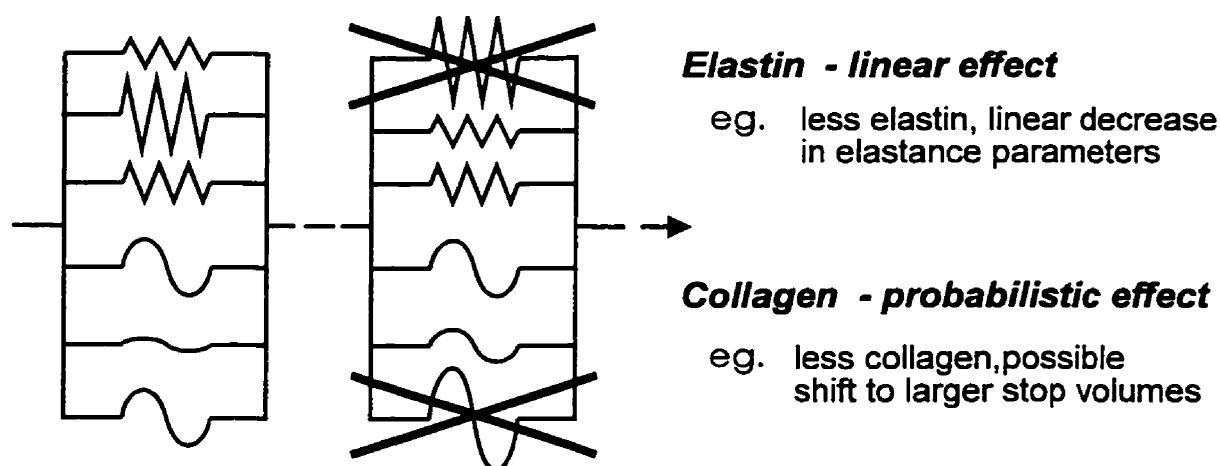 Elastin - linear effect
eg. less elastin, linear decrease
in elastance parameters
Collagen - probabilistic effect
eg. less collagen,possible
shift to larger stop volumes